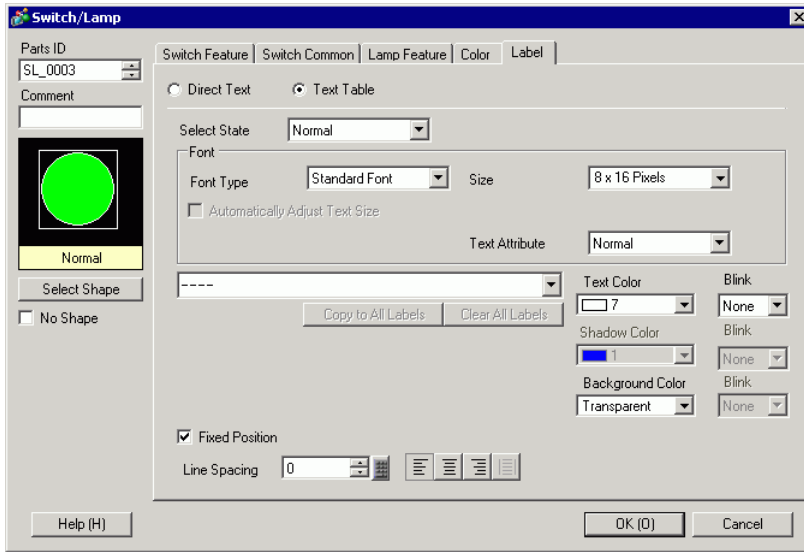 Switch/Lamp
Parts ID
SL_0003
Comment
Normal
Select Shape
No Shape
Switch Feature Switch Common Lamp Feature Color Label
Direct Text Text Table
Select State Normal
Font
Font Type Standard Font Size 8 x 16 Pixels
Automatically Adjust Text Size
Text Attribute Normal
---- 
Copy to All Labels Clear All Labels
Text Color Blink
7 None
Shadow Color Blink
1 None
Background Color Blink
Transparent None
Fixed Position
Line Spacing 0
Help (H) OK (O) Cancel